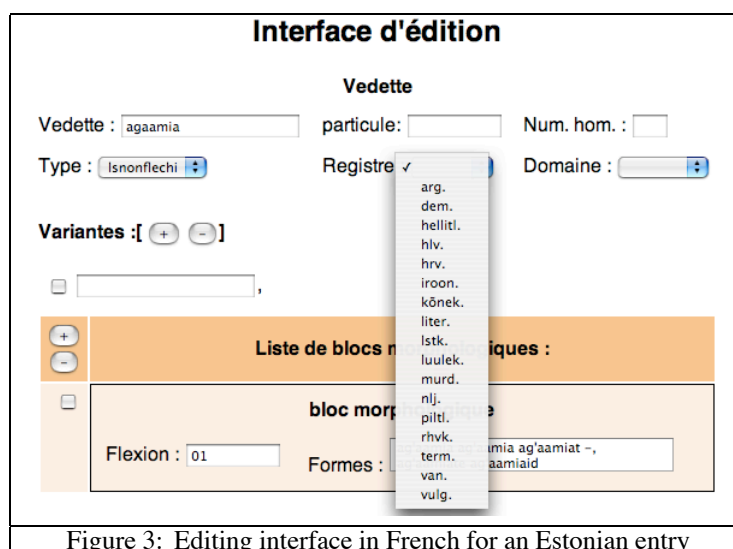 Interface d'édition
Vedette
Vedette : agaamia particule: Num. hom. :
Type : lsnonflechi Registre ✓ Domaine :
arg.
dem.
hellitl.
hlv.
hrv.
iroon.
kõnek.
liter.
lstk.
luulek.
murd.
nlj.
piltl.
rhvk.
term.
van.
vulg.
Variantes :[ + - ]
,
+
-
Liste de blocs m iques :
bloc morp
Flexion : 01 Formes : mia ag'aamiat –,
aamiaid
Figure 3: Editing interface in French for an Estonian entry